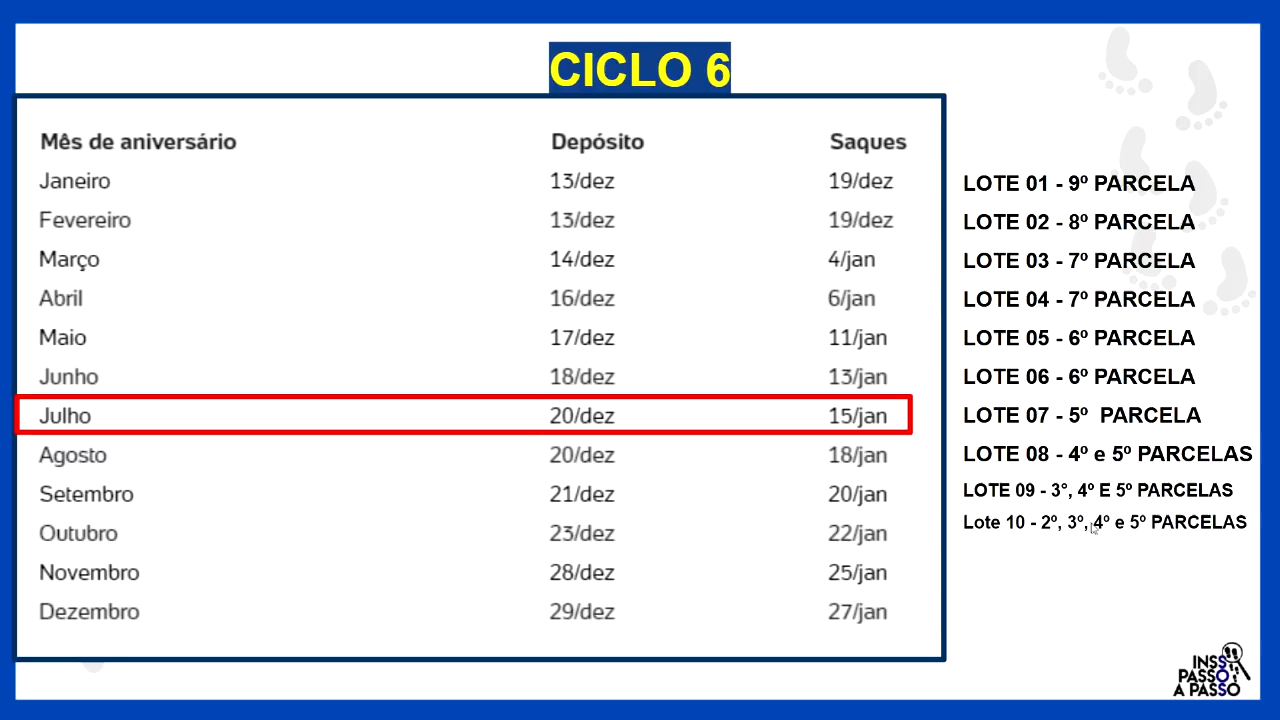 CICLO 6
Mês de aniversário Depósito Saques
Janeiro 13/dez 19/dez
Fevereiro 13/dez 19/dez
Março 14/dez 4/jan
Abril 16/dez 6/jan
Maio 17/dez 11/jan
Junho 18/dez 13/jan
Julho 20/dez 15/jan
Agosto 20/dez 18/jan
Setembro 21/dez 20/jan
Outubro 23/dez 22/jan
Novembro 28/dez 25/jan
Dezembro 29/dez 27/jan
LOTE 01 - 9º PARCELA
LOTE 02 - 8º PARCELA
LOTE 03 - 7º PARCELA
LOTE 04 - 7º PARCELA
LOTE 05 - 6º PARCELA
LOTE 06 - 6º PARCELA
LOTE 07 - 5º PARCELA
LOTE 08 - 4º e 5º PARCELAS
LOTE 09 - 3°, 4º E 5º PARCELAS
Lote 10 - 2º, 3º, 4º e 5º PARCELAS
INSS
PASSO
A PASSO